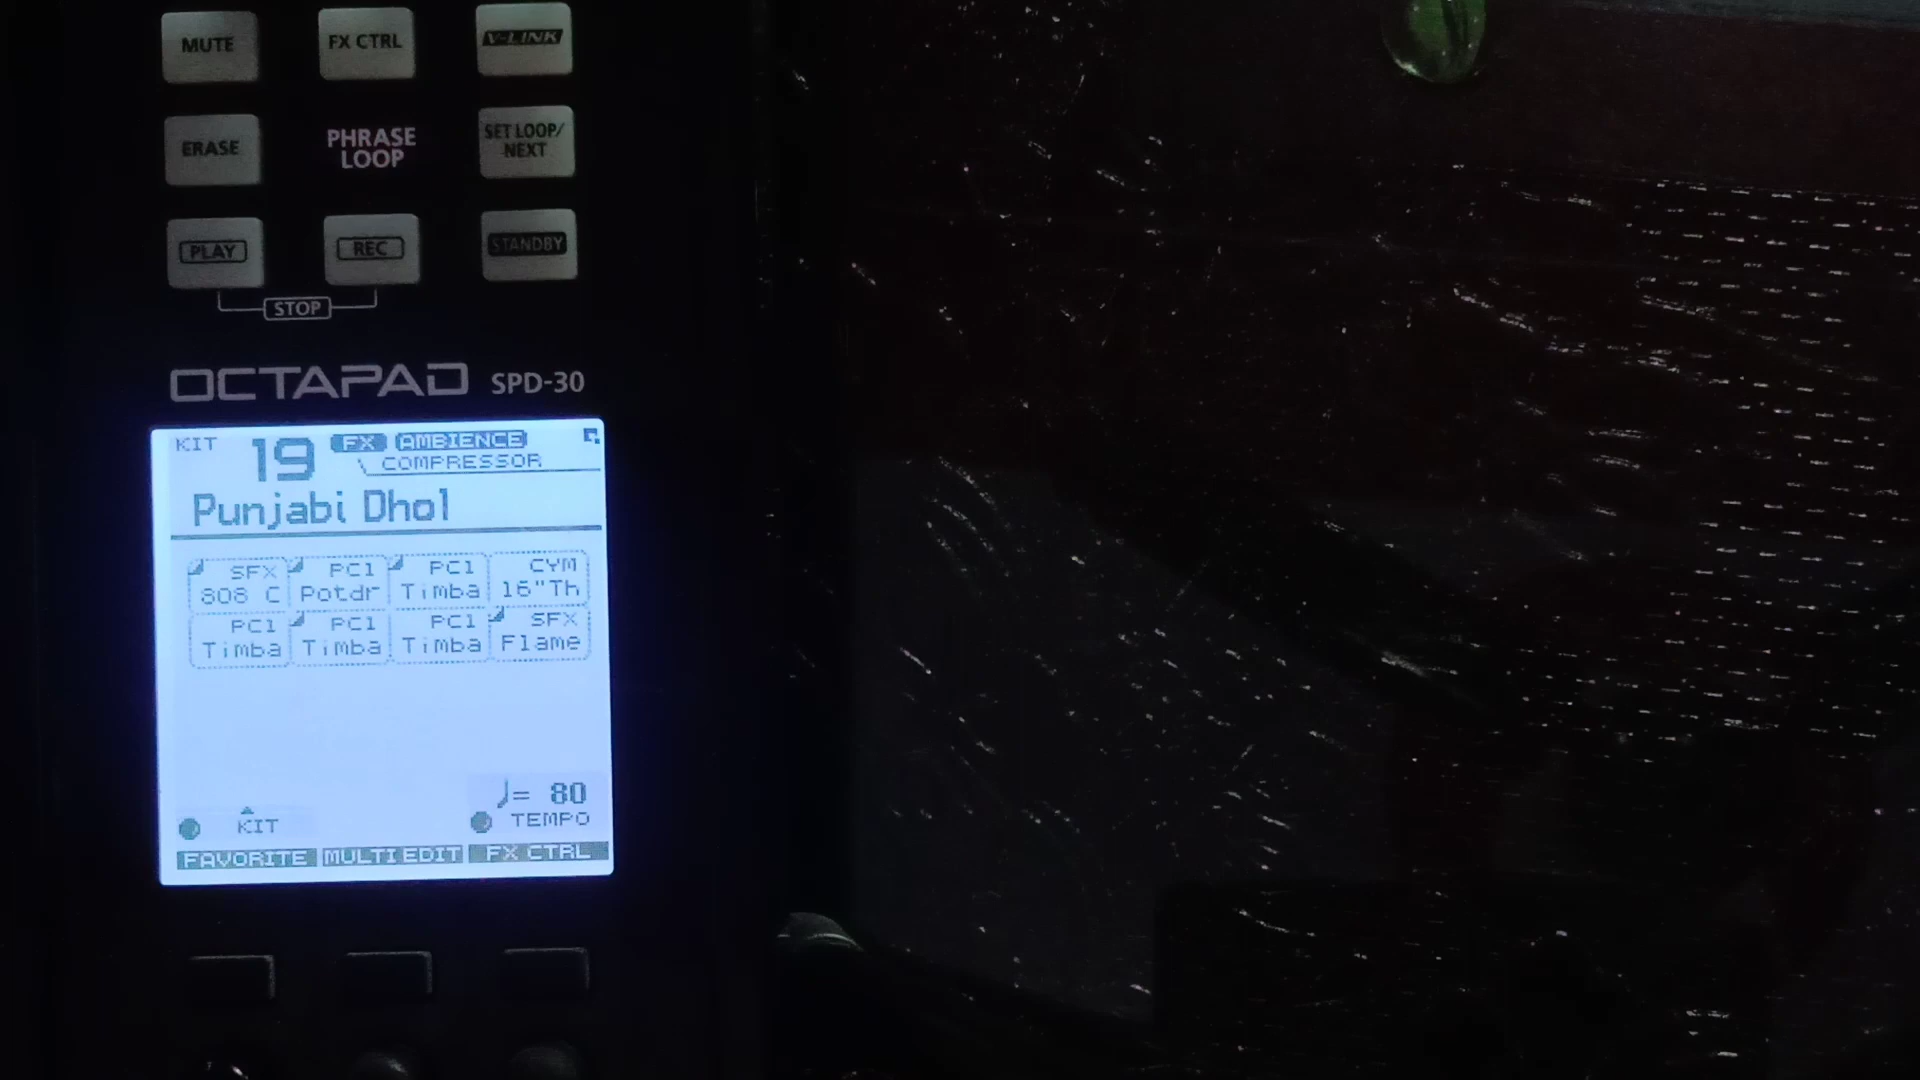 MUTE FX CTRL V-LINK
ERASE PHRASE LOOP SET LOOP/ NEXT
PLAY REC STANDBY
STOP
OCTAPAD SPD-30
KIT 19 FX AMBIENCE
COMPRESSOR
Punjabi Dhol
SFX PC1 PC1 CYM
808 C Potdr Timba 16"Th
PC1 PC1 PC1 SFX
Timba Timba Timba Flame
♩= 80
KIT TEMPO
FAVORITE MULTI EDIT FX CTRL